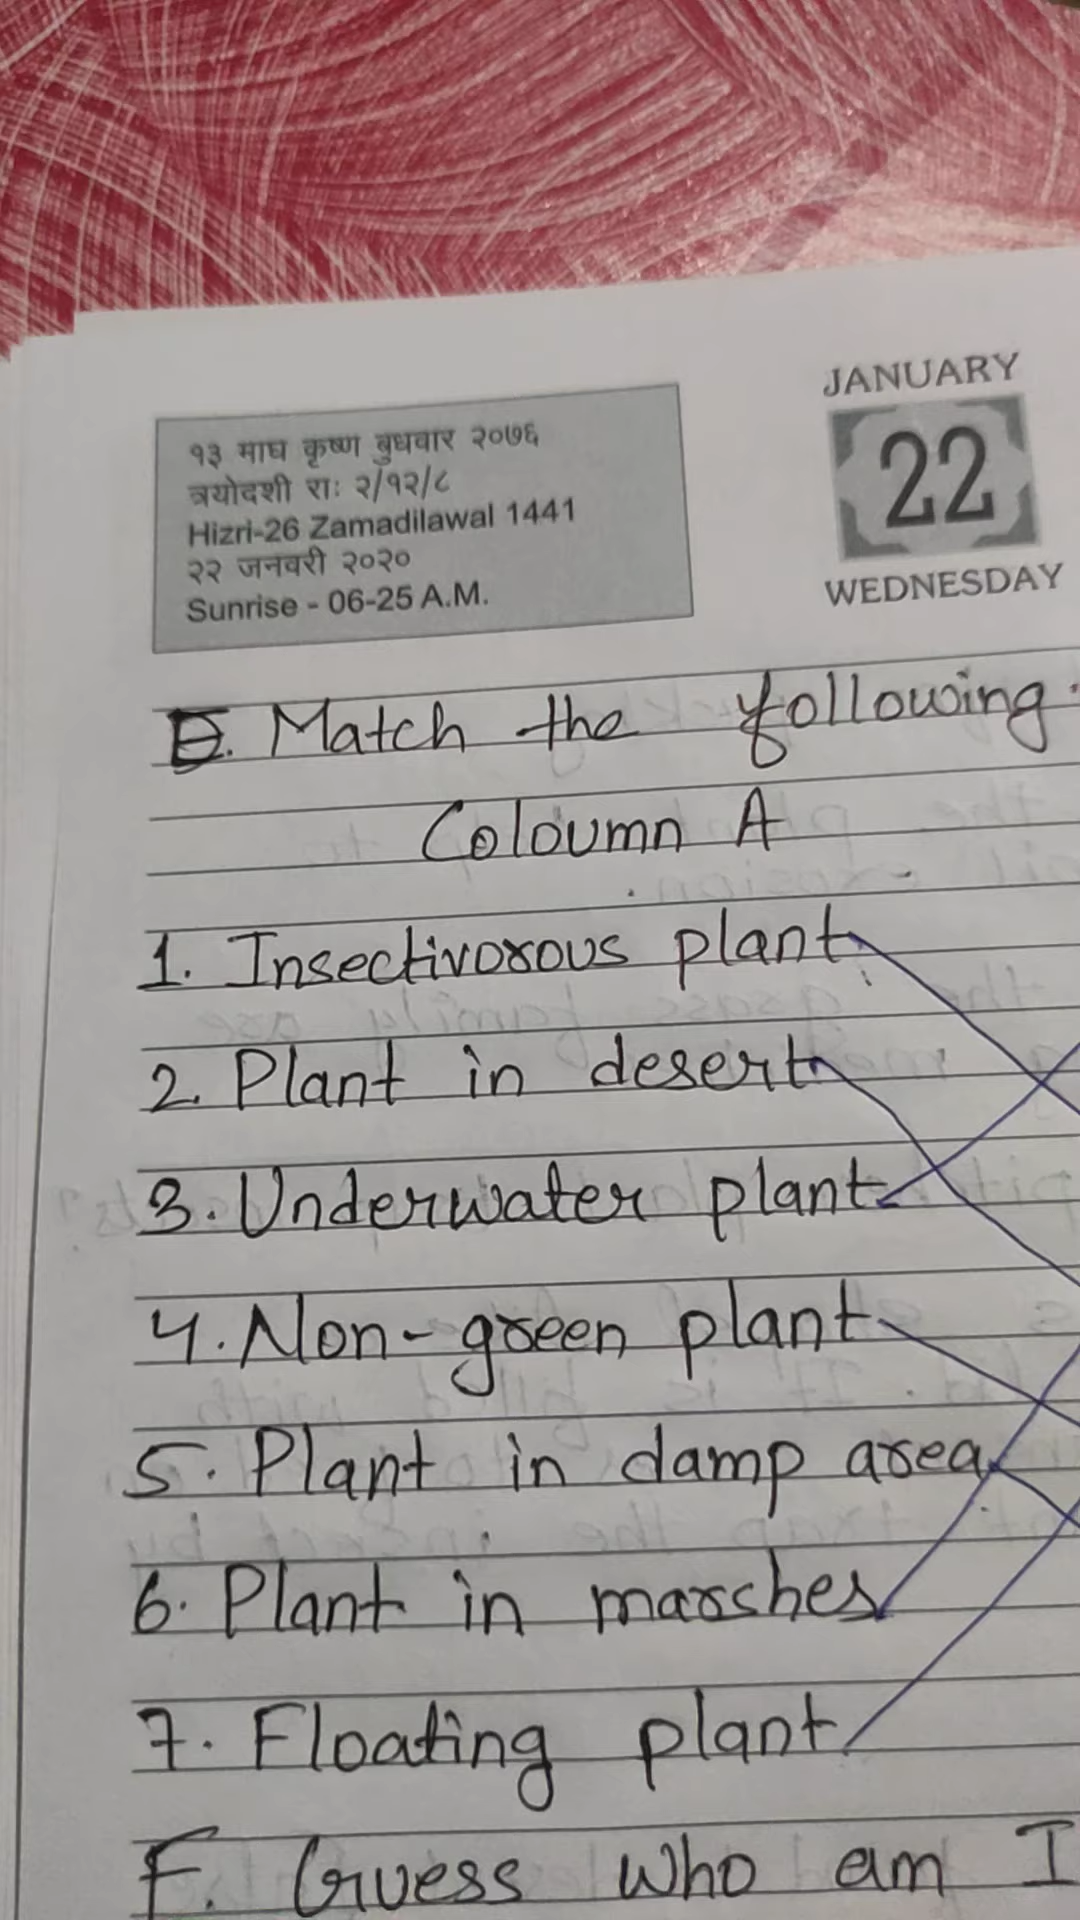 JANUARY
22
WEDNESDAY
१३ माघ कृष्ण बुधवार २०७६
त्रयोदशी रा: २/१२/८
Hizri-26 Zamadilawal 1441
२२ जनवरी २०२०
Sunrise - 06-25 A.M.
E. Match the following.
Coloumn A
1. Insectivorous plant
2. Plant in desert
3. Underwater plant
4. Non-green plant
5. Plant in damp area
6. Plant in marshes
7. Floating plant
F. Guess who am I